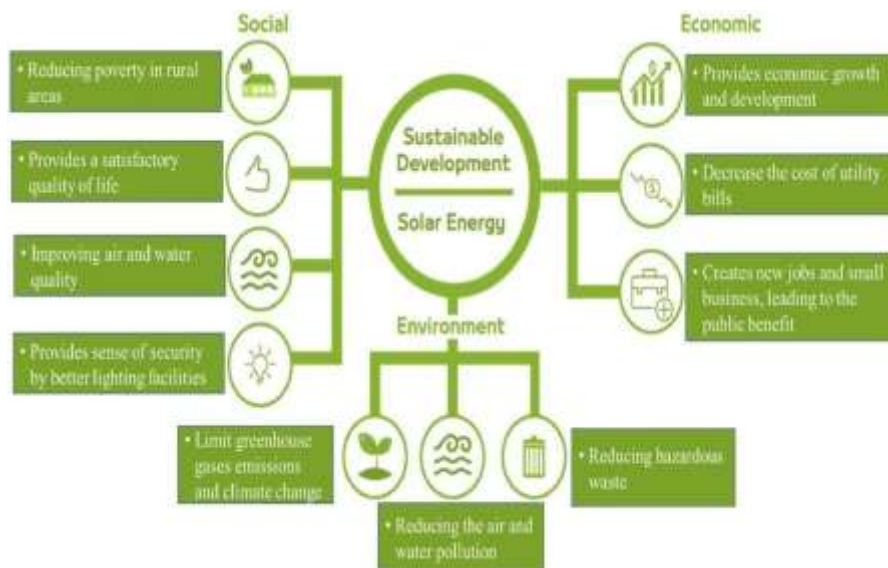 Social
• Reducing poverty in rural
areas
• Provides a satisfactory
quality of life
• Improving air and water
quality
• Provides sense of security
by better lighting facilities
Sustainable
Development
Solar Energy
Economic
• Provides economic growth
and development
• Decrease the cost of utility
bills
• Creates new jobs and small
business, leading to the
public benefit
Environment
• Limit greenhouse
gases emissions
and climate change
• Reducing the air and
water pollution
• Reducing hazardous
waste